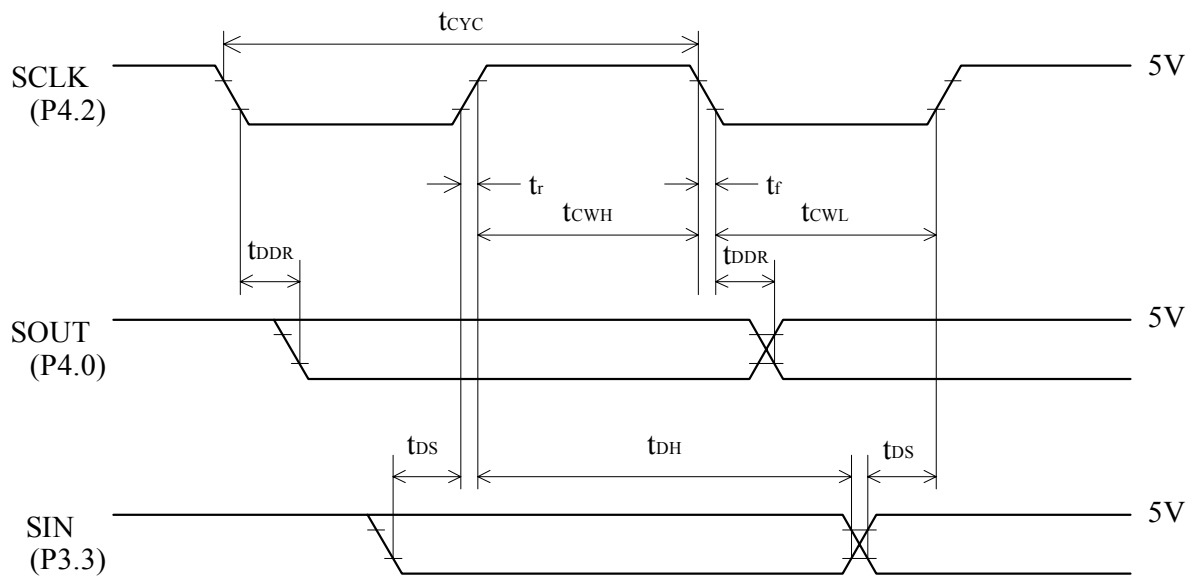 tCYC
SCLK
(P4.2)
5V
tr
tf
tCWH
tCWL
tDDR
tDDR
SOUT
(P4.0)
5V
tDS
tDH
tDS
SIN
(P3.3)
5V